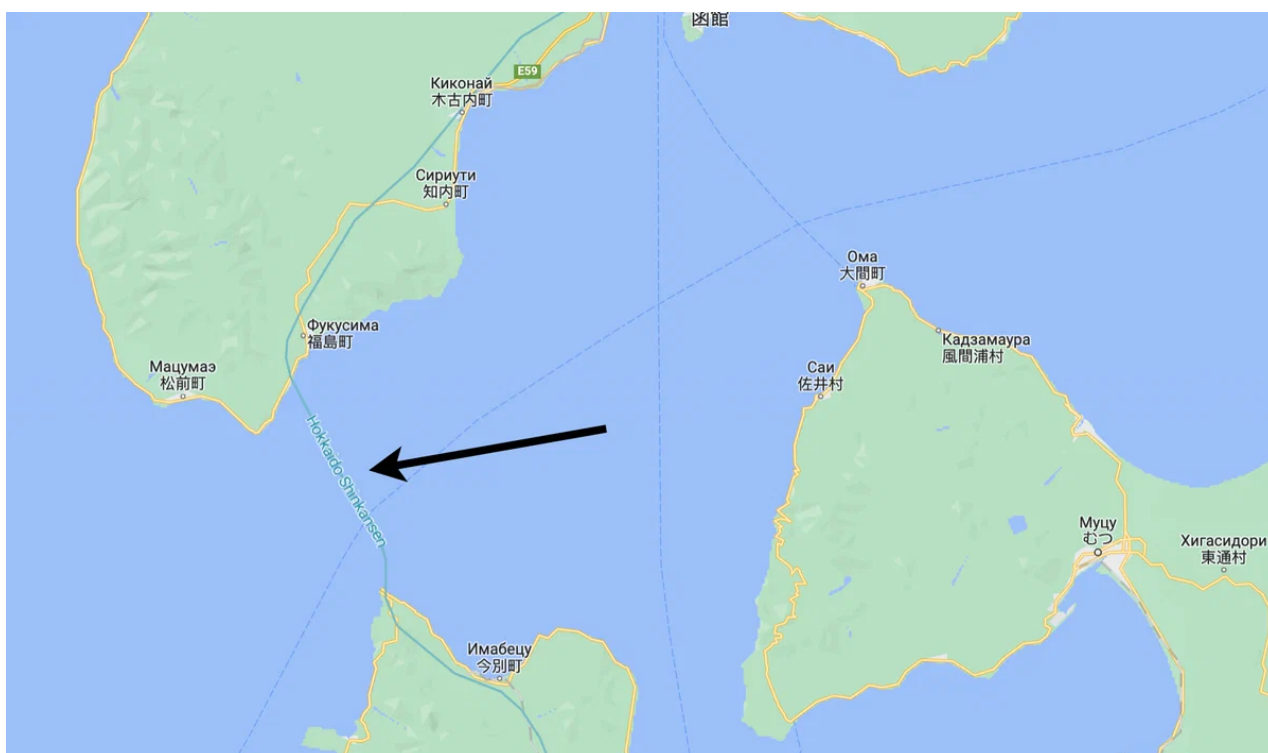 函館
E59
Киконай
木古内町
Сириути
知内町
Ома
大間町
Фукусима
福島町
Кадзамаура
風間浦村
Мацумаэ
松前町
Саи
佐井村
Hokkaido Shinkansen
Муцу
むつ
Хигасидори
東通村
Имабецу
今別町